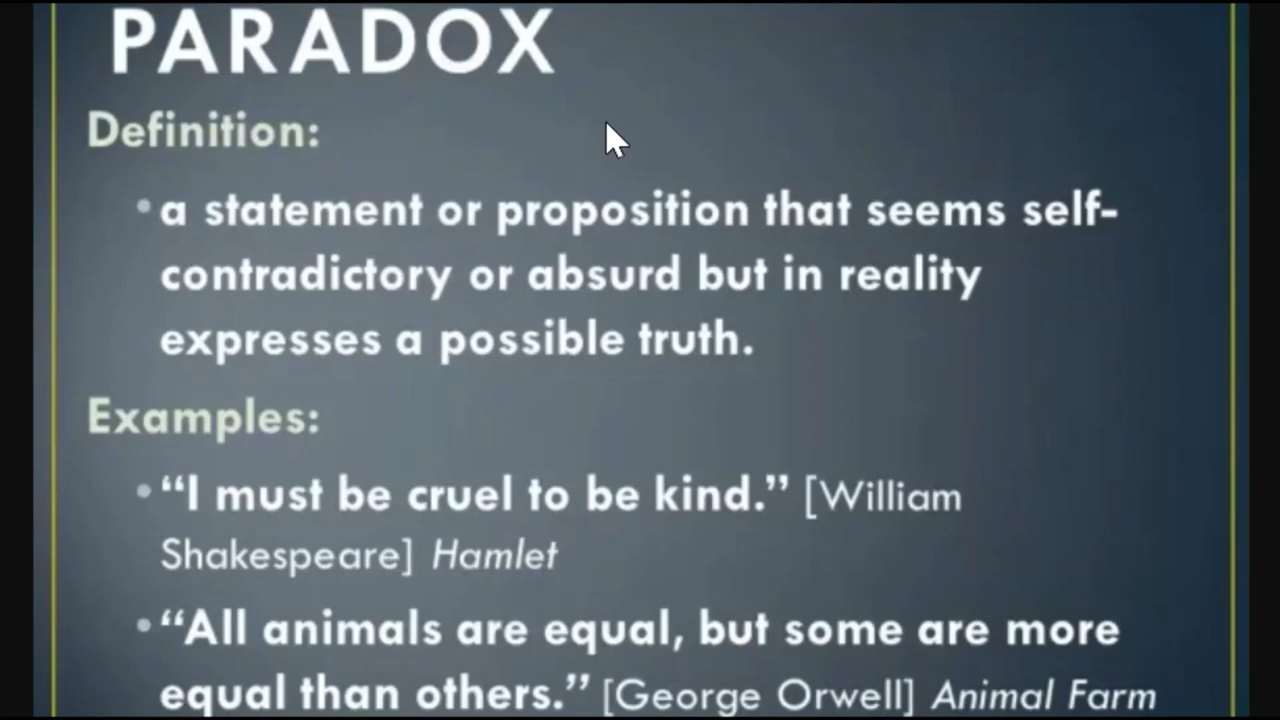 PARADOX
Definition:
•a statement or proposition that seems self-
contradictory or absurd but in reality
expresses a possible truth.
Examples:
•“I must be cruel to be kind.” [William
Shakespeare] Hamlet
•“All animals are equal, but some are more
equal than others.” [George Orwell] Animal Farm